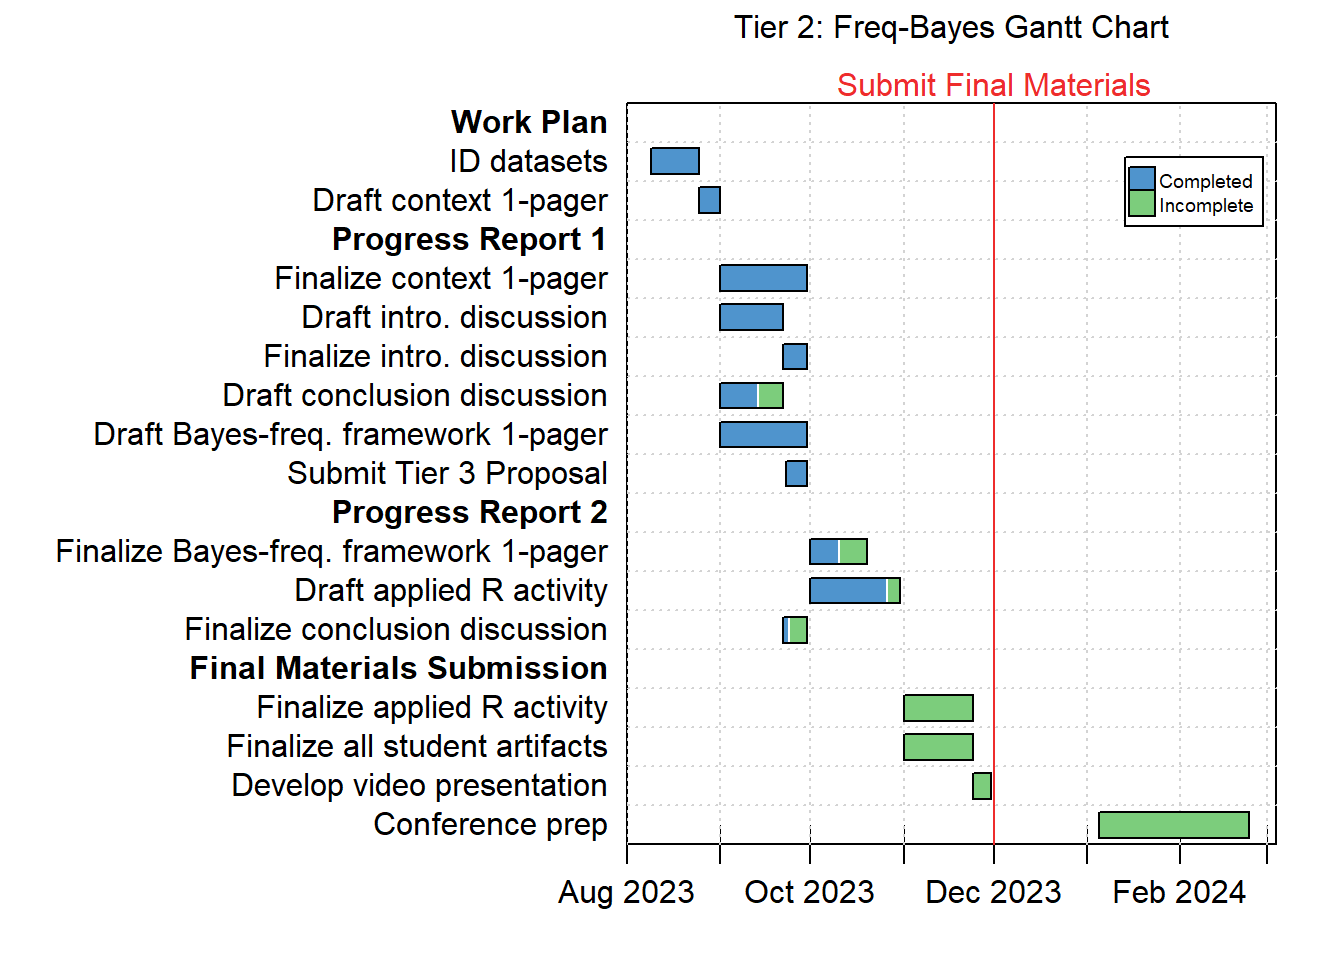 Tier 2: Freq-Bayes Gantt Chart
Submit Final Materials
Work Plan
ID datasets
Draft context 1-pager
Progress Report 1
Finalize context 1-pager
Draft intro. discussion
Finalize intro. discussion
Draft conclusion discussion
Draft Bayes-freq. framework 1-pager
Submit Tier 3 Proposal
Progress Report 2
Finalize Bayes-freq. framework 1-pager
Draft applied R activity
Finalize conclusion discussion
Final Materials Submission
Finalize applied R activity
Finalize all student artifacts
Develop video presentation
Conference prep
Completed
Incomplete
Aug 2023 Oct 2023 Dec 2023 Feb 2024